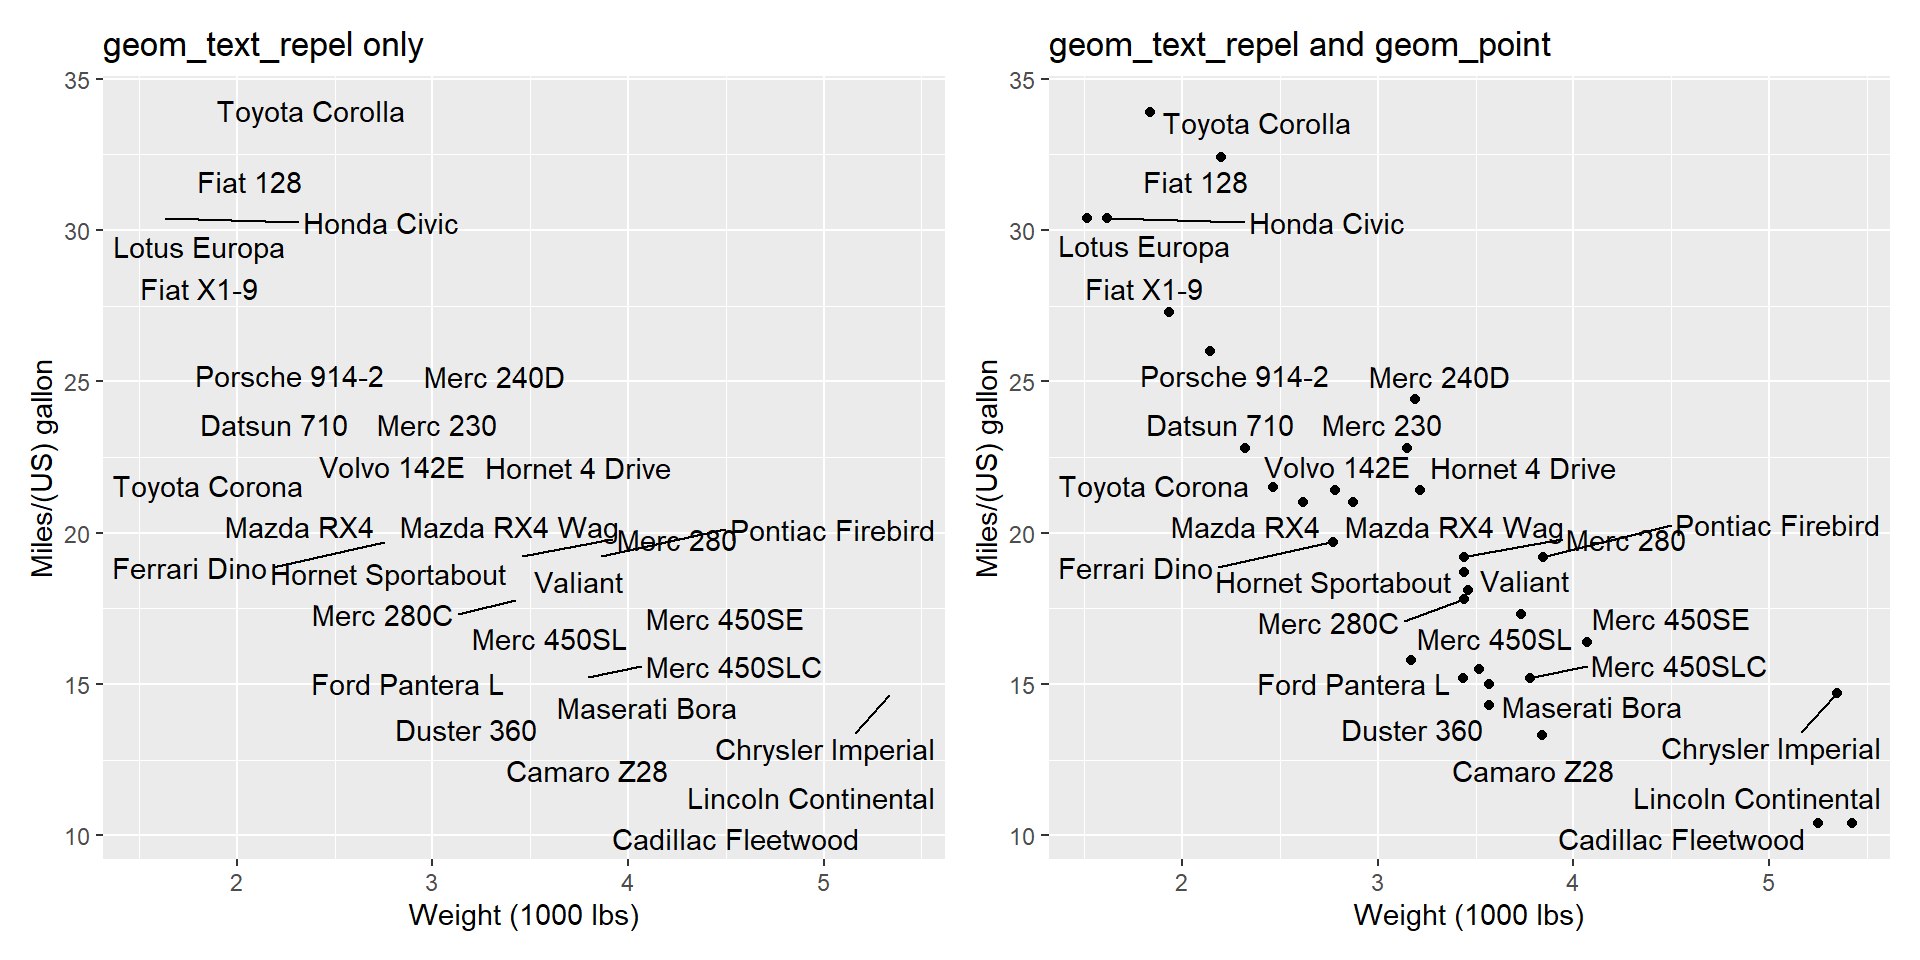 geom_text_repel only
35
30
25
20
15
10
Miles/(US) gallon
Toyota Corolla
Fiat 128
Honda Civic
Lotus Europa
Fiat X1-9
Porsche 914-2
Merc 240D
Datsun 710
Merc 230
Volvo 142E
Hornet 4 Drive
Toyota Corona
Mazda RX4
Mazda RX4 Wag
Merc 280
Pontiac Firebird
Ferrari Dino
Hornet Sportabout
Valiant
Merc 280C
Merc 450SE
Merc 450SL
Merc 450SLC
Ford Pantera L
Maserati Bora
Duster 360
Chrysler Imperial
Camaro Z28
Lincoln Continental
Cadillac Fleetwood
2
3
4
5
Weight (1000 lbs)
geom_text_repel and geom_point
35
30
25
20
15
10
Miles/(US) gallon
Toyota Corolla
Fiat 128
Honda Civic
Lotus Europa
Fiat X1-9
Porsche 914-2
Merc 240D
Datsun 710
Merc 230
Volvo 142E
Hornet 4 Drive
Toyota Corona
Mazda RX4
Mazda RX4 Wag
Merc 280
Pontiac Firebird
Ferrari Dino
Hornet Sportabout
Valiant
Merc 280C
Merc 450SE
Merc 450SL
Merc 450SLC
Ford Pantera L
Maserati Bora
Duster 360
Chrysler Imperial
Camaro Z28
Lincoln Continental
Cadillac Fleetwood
2
3
4
5
Weight (1000 lbs)